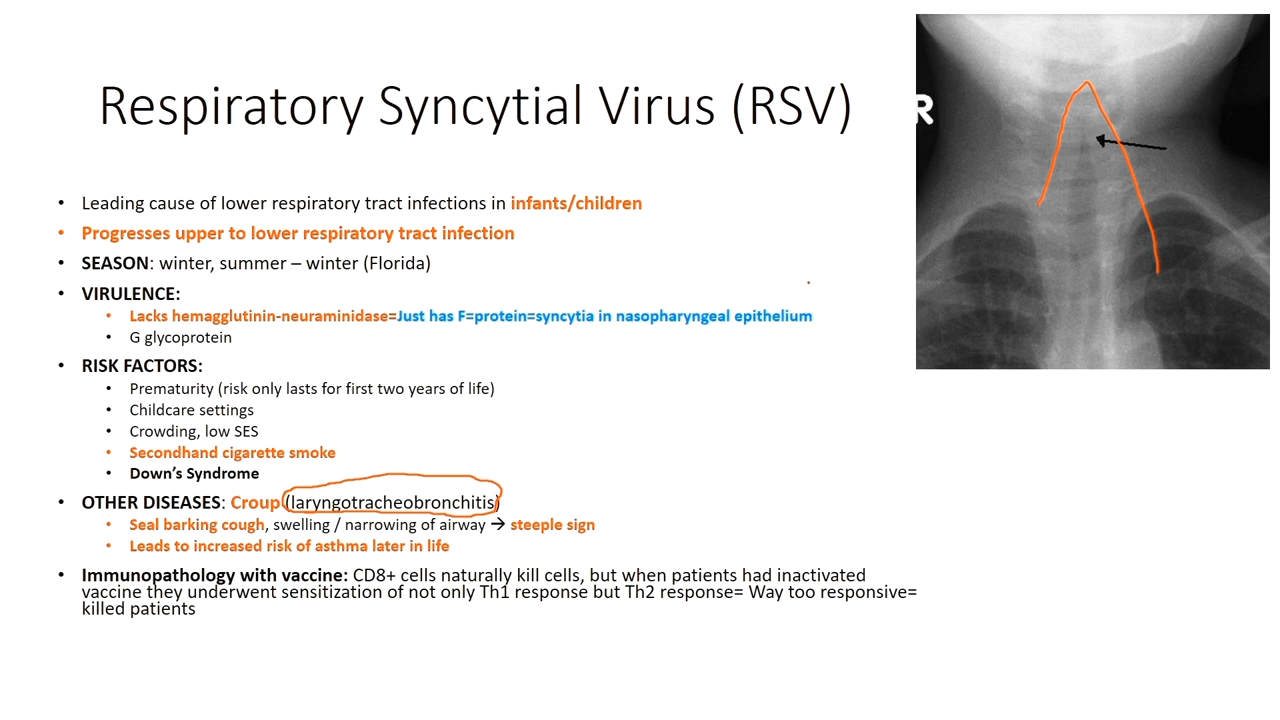 Respiratory Syncytial Virus (RSV)
R
• Leading cause of lower respiratory tract infections in infants/children
• Progresses upper to lower respiratory tract infection
• SEASON: winter, summer – winter (Florida)
• VIRULENCE:
• Lacks hemagglutinin-neuraminidase=Just has F=protein=syncytia in nasopharyngeal epithelium
• G glycoprotein
• RISK FACTORS:
• Prematurity (risk only lasts for first two years of life)
• Childcare settings
• Crowding, low SES
• Secondhand cigarette smoke
• Down’s Syndrome
• OTHER DISEASES: Croup (laryngotracheobronchitis)
• Seal barking cough, swelling / narrowing of airway → steeple sign
• Leads to increased risk of asthma later in life
• Immunopathology with vaccine: CD8+ cells naturally kill cells, but when patients had inactivated
vaccine they underwent sensitization of not only Th1 response but Th2 response= Way too responsive=
killed patients